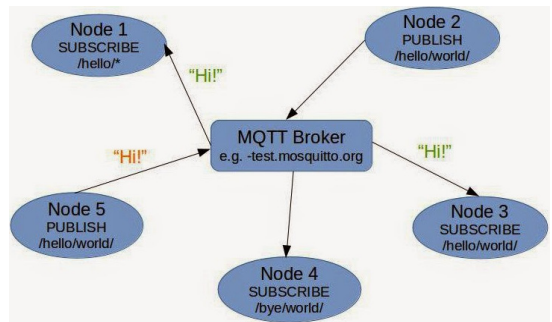 Node 1
SUBSCRIBE
/hello/*
Node 2
PUBLISH
/hello/world/
“Hi!”
MQTT Broker
e.g. -test.mosquitto.org
“Hi!”
“Hi!”
Node 5
PUBLISH
/hello/world/
Node 3
SUBSCRIBE
/hello/world/
Node 4
SUBSCRIBE
/bye/world/